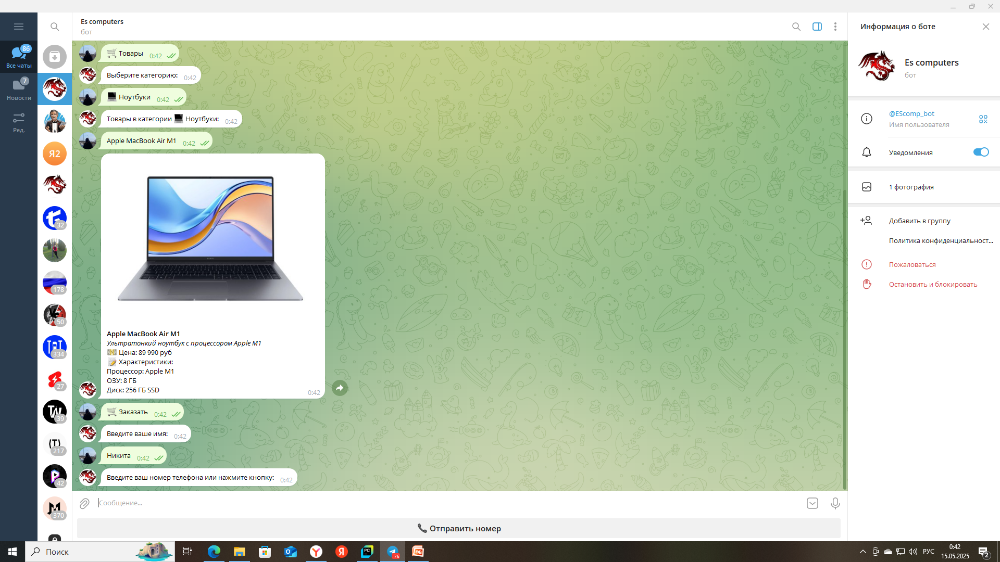 Es computers
бот
Информация о боте
86
Все чаты
7
Новости
Ред.
Я2
32
178
50
334
27
TW
39
(T)
217
42
370
Товары 0:42
Выберите категорию: 0:42
Ноутбуки 0:42
Товары в категории Ноутбуки: 0:42
Apple MacBook Air M1 0:42
Apple MacBook Air M1
Ультратонкий ноутбук с процессором Apple M1
Цена: 89 990 руб
Характеристики:
Процессор: Apple M1
ОЗУ: 8 ГБ
Диск: 256 ГБ SSD
0:42
Заказать 0:42
Введите ваше имя: 0:42
Никита 0:42
Введите ваш номер телефона или нажмите кнопку: 0:42
Сообщение...
Отправить номер
Es computers
бот
@EScomp_bot
Имя пользователя
Уведомления
1 фотография
Добавить в группу
Политика конфиденциальност...
Пожаловаться
Остановить и блокировать
Поиск
PC
.76
РУС
0:42
15.05.2025
2